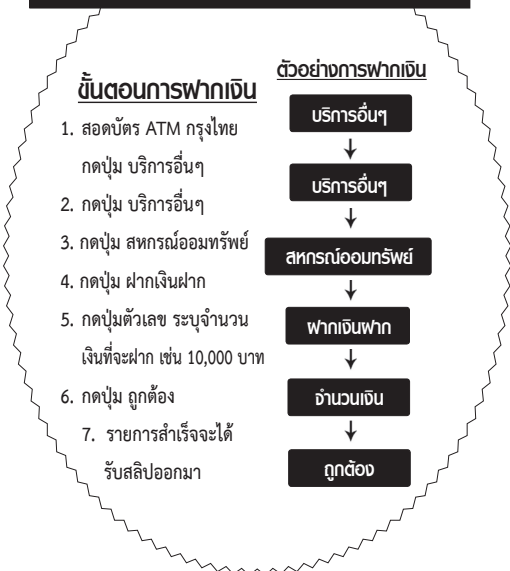 ขั้นตอนการฝากเงิน
1. สอดบัตร ATM กรุงไทย
กดปุ่ม บริการอื่นๆ
2. กดปุ่ม บริการอื่นๆ
3. กดปุ่ม สหกรณ์ออมทรัพย์
4. กดปุ่ม ฝากเงินฝาก
5. กดปุ่มตัวเลข ระบุจำนวน
เงินที่จะฝาก เช่น 10,000 บาท
6. กดปุ่ม ถูกต้อง
7. รายการสำเร็จจะได้
รับสลิปออกมา
ตัวอย่างการฝากเงิน
บริการอื่นๆ
บริการอื่นๆ
สหกรณ์ออมทรัพย์
ฝากเงินฝาก
จำนวนเงิน
ถูกต้อง